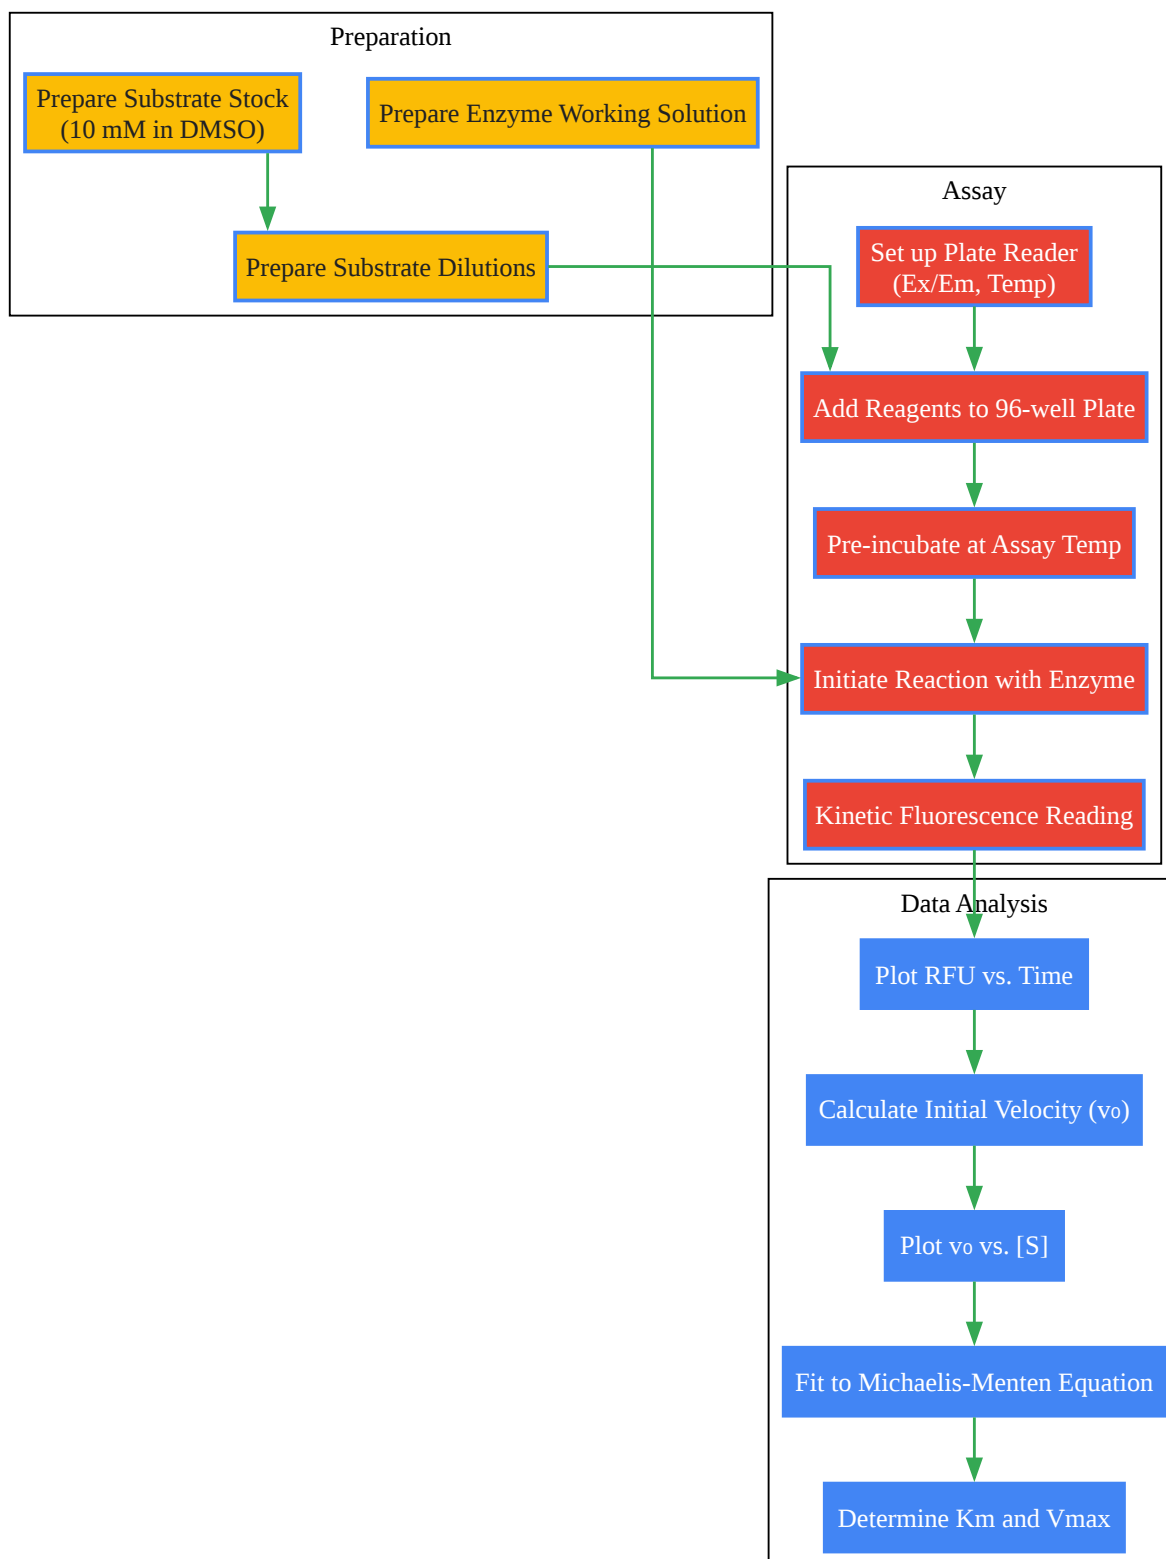 Preparation
Prepare Substrate Stock
(10 mM in DMSO)
Prepare Enzyme Working Solution
Prepare Substrate Dilutions
Assay
Set up Plate Reader
(Ex/Em, Temp)
Add Reagents to 96-well Plate
Pre-incubate at Assay Temp
Initiate Reaction with Enzyme
Kinetic Fluorescence Reading
Data Analysis
Plot RFU vs. Time
Calculate Initial Velocity (v₀)
Plot v₀ vs. [S]
Fit to Michaelis-Menten Equation
Determine Km and Vmax